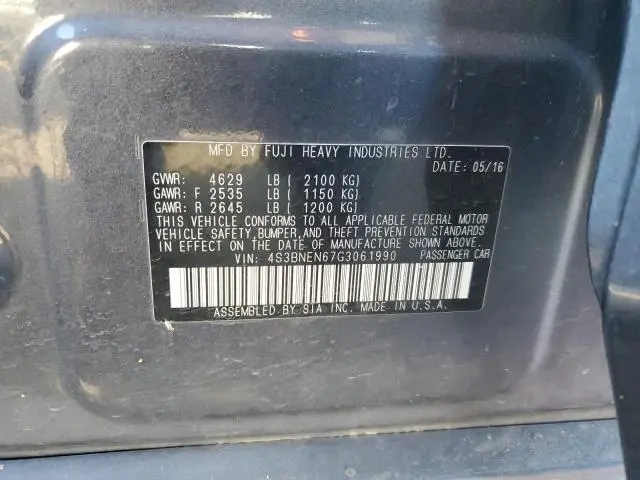 MFD BY FUJI HEAVY INDUSTRIES LTD.
DATE: 05/16
GVWR: 4629 LB ( 2100 KG)
GAWR: F 2535 LB ( 1150 KG)
GAWR: R 2645 LB ( 1200 KG)
THIS VEHICLE CONFORMS TO ALL APPLICABLE FEDERAL MOTOR
VEHICLE SAFETY, BUMPER, AND THEFT PREVENTION STANDARDS
IN EFFECT ON THE DATE OF MANUFACTURE SHOWN ABOVE.
VIN: 4S3BNEN67G3061990 PASSENGER CAR
ASSEMBLED BY SIA INC. MADE IN U.S.A.